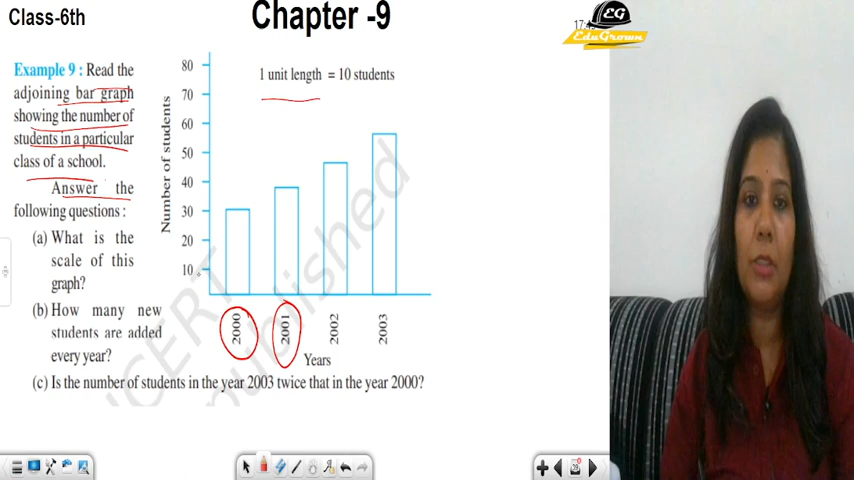 Class-6th
Chapter -9
EG
EduGrown
Example 9 : Read the
adjoining bar graph
showing the number of
students in a particular
class of a school.
Answer the
following questions :
(a) What is the
scale of this
graph?
(b) How many new
students are added
every year?
(c) Is the number of students in the year 2003 twice that in the year 2000?
1 unit length = 10 students
Number of students
80
70
60
50
40
30
20
10
2000
2001
2002
2003
Years
NCERT
published